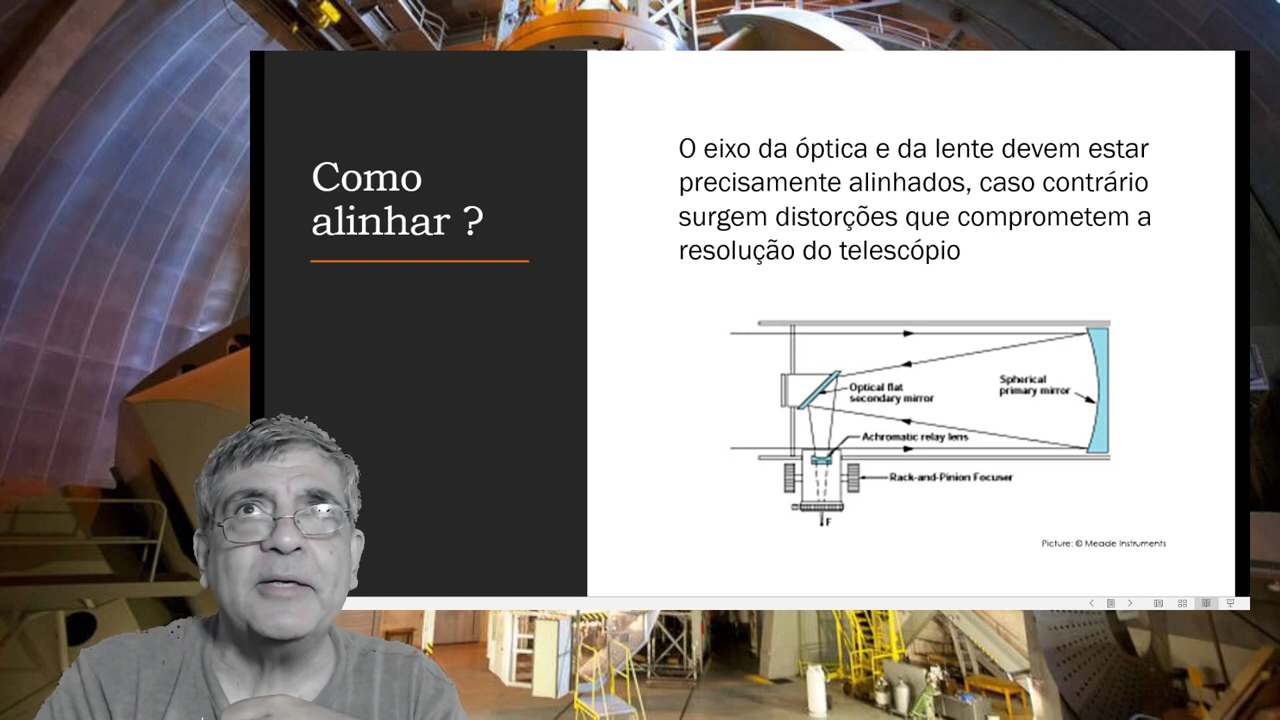 Como
alinhar ?
O eixo da óptica e da lente devem estar
precisamente alinhados, caso contrário
surgem distorções que comprometem a
resolução do telescópio
Optical flat
secondary mirror
Spherical
primary mirror
Achromatic relay lens
Rack-and-Pinion Focuser
F
Picture: © Meade Instruments